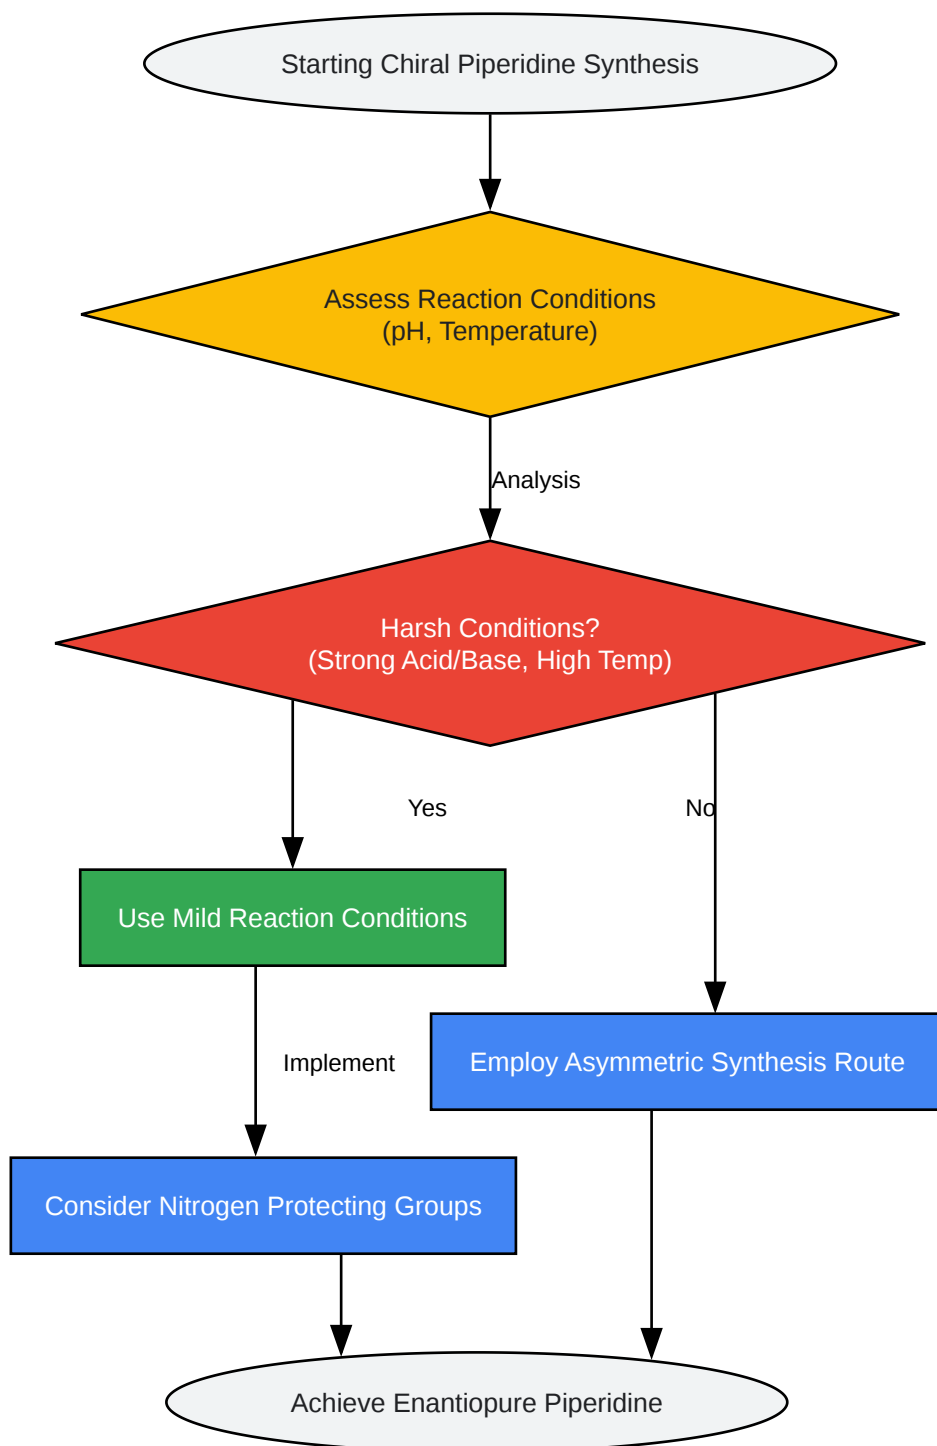 Starting Chiral Piperidine Synthesis
Assess Reaction Conditions
(pH, Temperature)
Analysis
Harsh Conditions?
(Strong Acid/Base, High Temp)
Yes
No
Use Mild Reaction Conditions
Implement
Employ Asymmetric Synthesis Route
Consider Nitrogen Protecting Groups
Achieve Enantiopure Piperidine